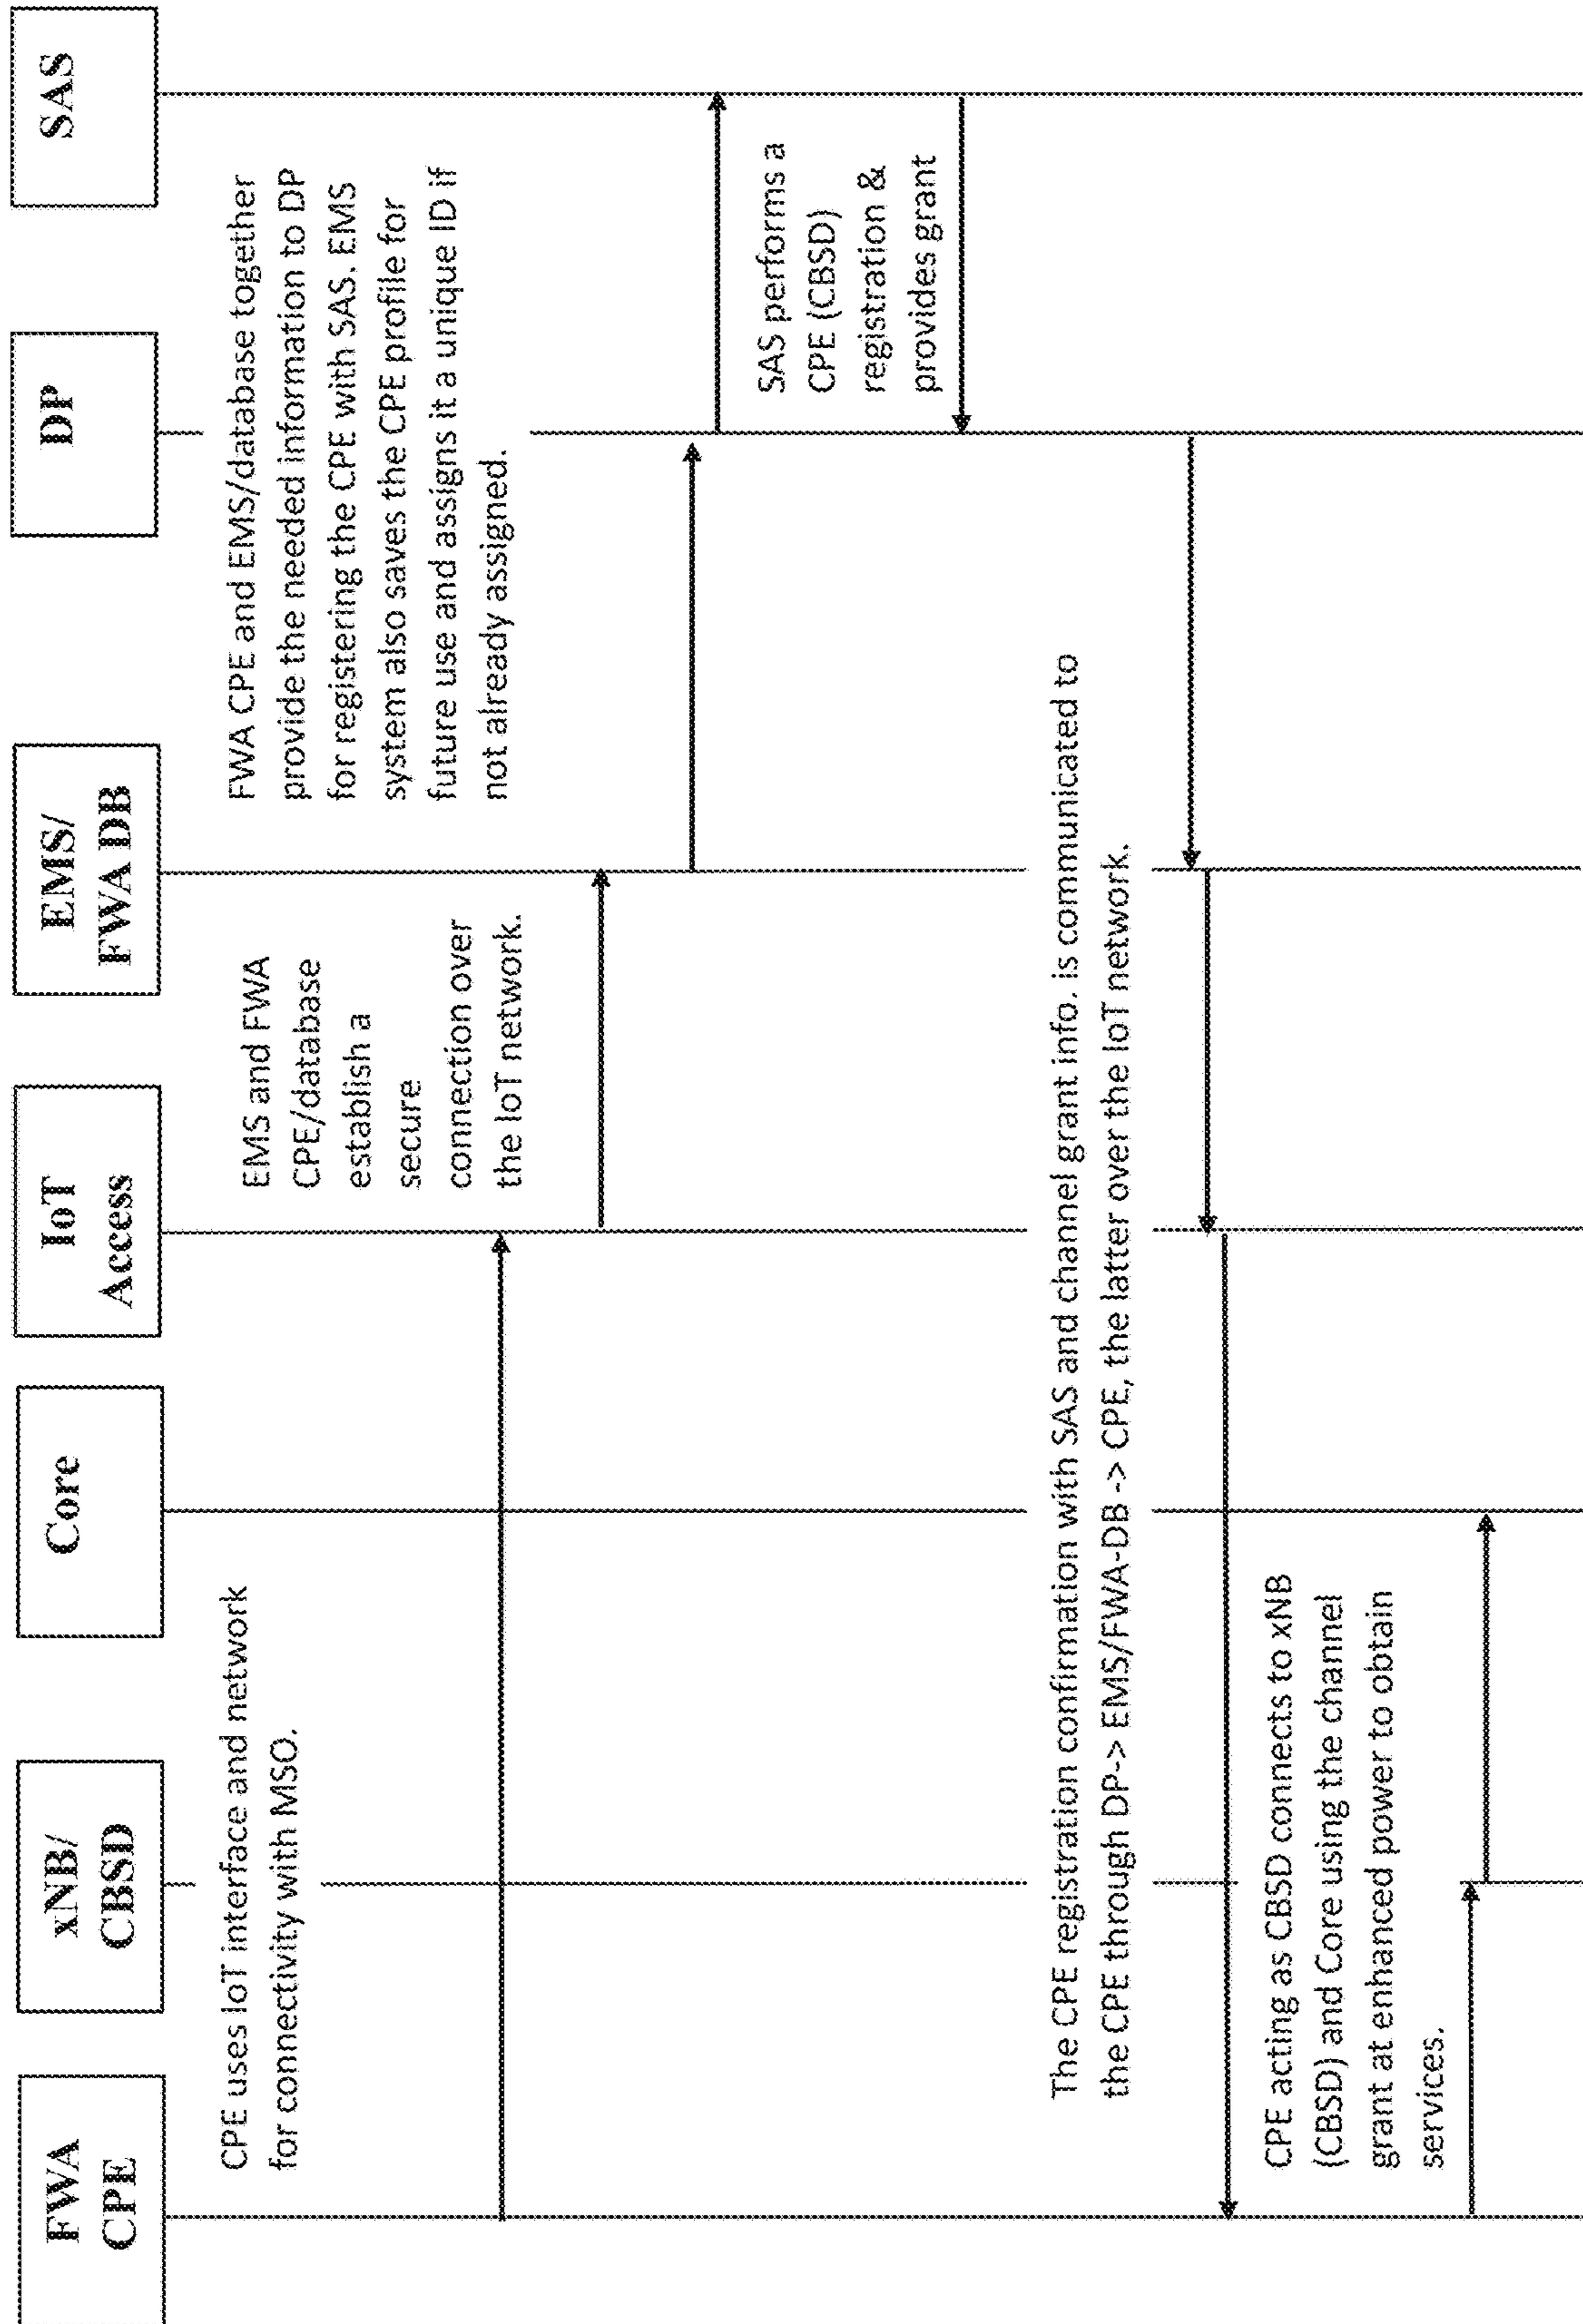 FWA
CPE
xNB/
CBSD
Core
IoT
Access
EMS/
FWA DB
DP
SAS
CPE uses IoT interface and network
for connectivity with MSO.
EMS and FWA
CPE/database
establish a
secure
connection over
the IoT network.
FWA CPE and EMS/database together
provide the needed information to DP
for registering the CPE with SAS. EMS
system also saves the CPE profile for
future use and assigns it a unique ID if
not already assigned.
SAS performs a
CPE (CBSD)
registration &
provides grant
The CPE registration confirmation with SAS and channel grant info. is communicated to
the CPE through DP-> EMS/FWA-DB -> CPE, the latter over the IoT network.
CPE acting as CBSD connects to xNB
(CBSD) and Core using the channel
grant at enhanced power to obtain
services.